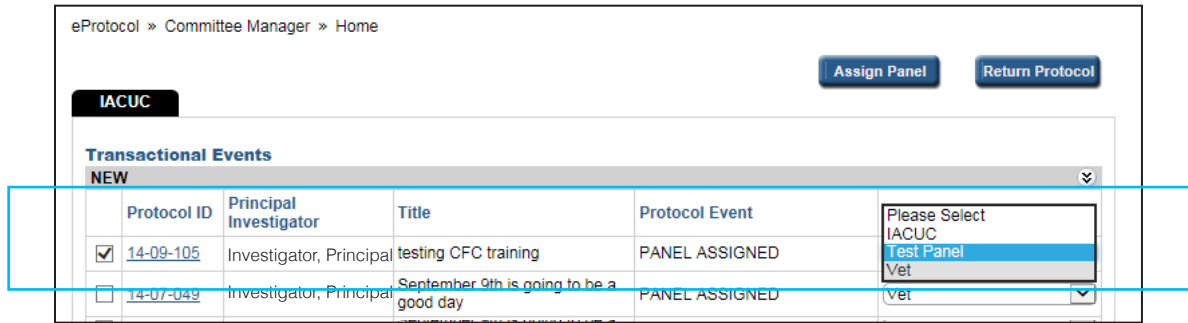 eProtocol » Committee Manager » Home
Assign Panel
Return Protocol
IACUC
Transactional Events
NEW
Protocol ID
Principal
Investigator
Title
Protocol Event
Please Select
IACUC
Test Panel
Vet
14-09-105
Investigator, Principal
testing CFC training
PANEL ASSIGNED
14-07-049
Investigator, Principal
September 9th is going to be a
good day
PANEL ASSIGNED
Vet